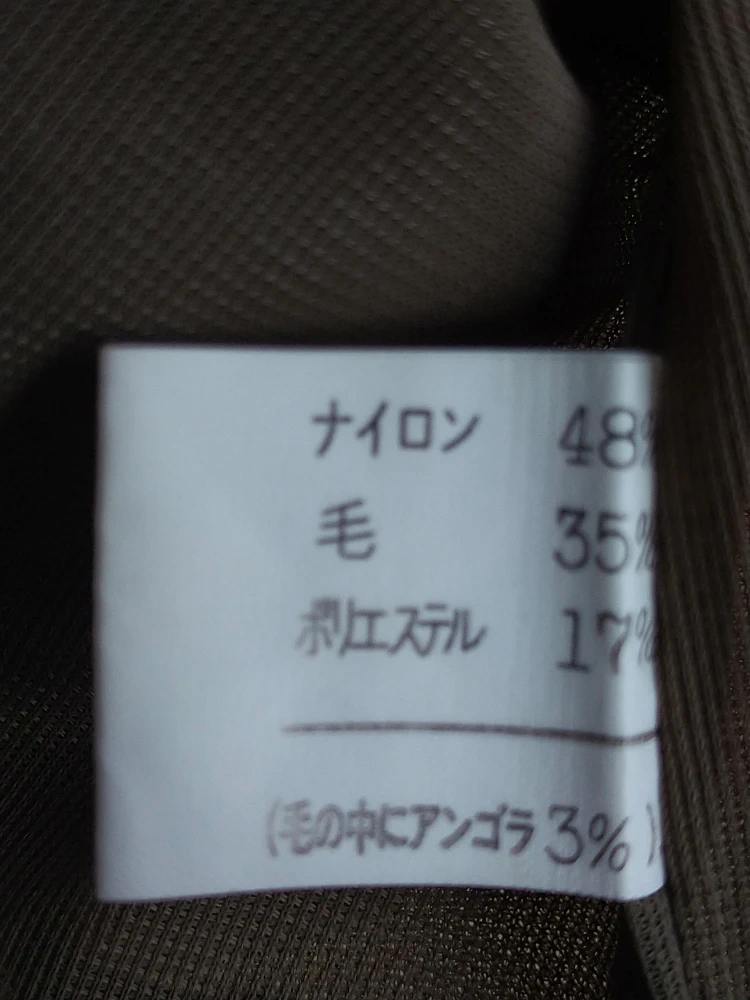 ナイロン 48%
毛 35%
ポリエステル 17%
(毛の中にアンゴラ 3%)